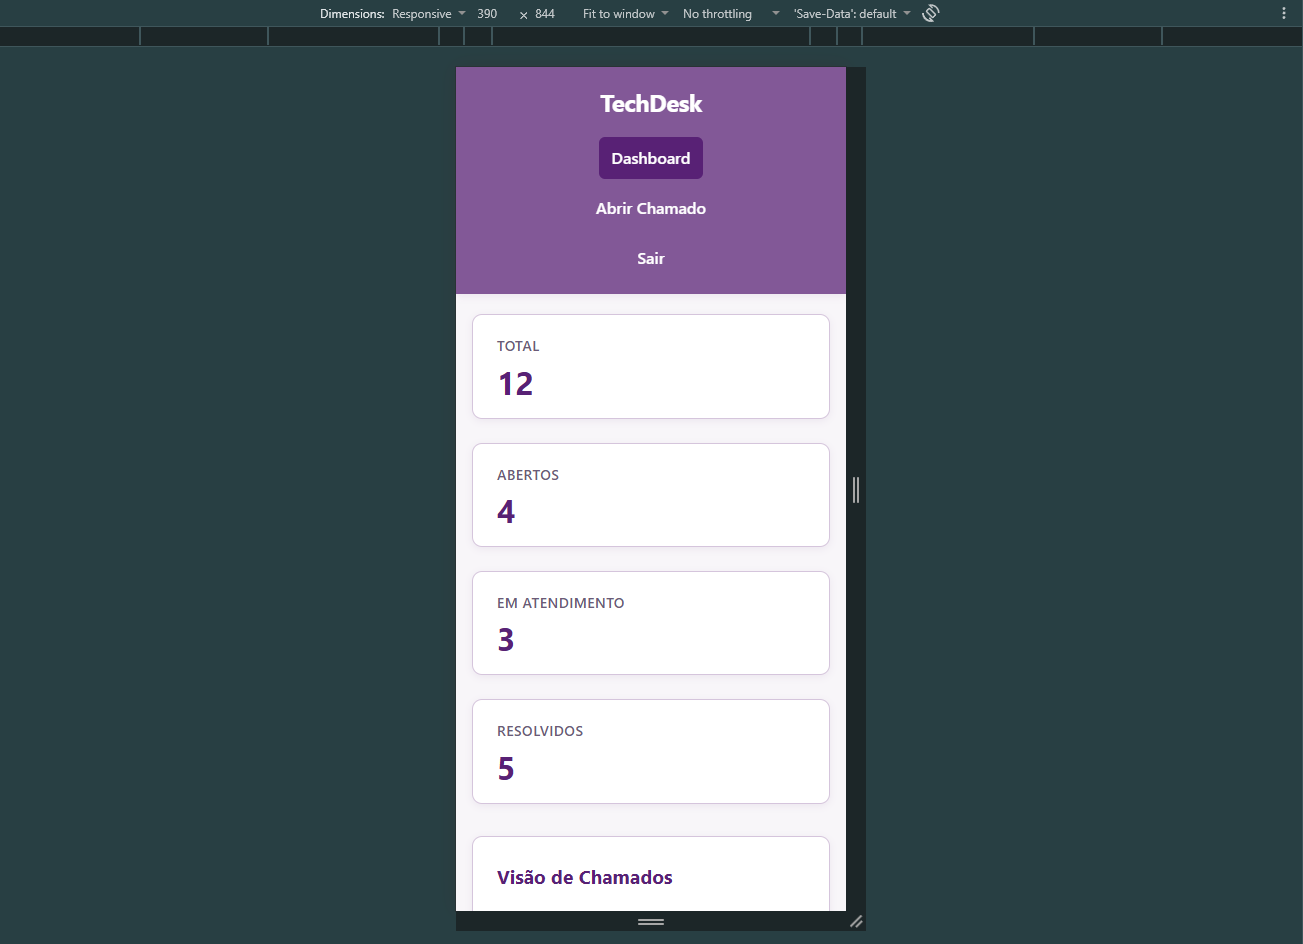 Dimensions: Responsive 390 × 844 Fit to window No throttling 'Save-Data': default
TechDesk
Dashboard
Abrir Chamado
Sair
TOTAL
12
ABERTOS
4
EM ATENDIMENTO
3
RESOLVIDOS
5
Visão de Chamados